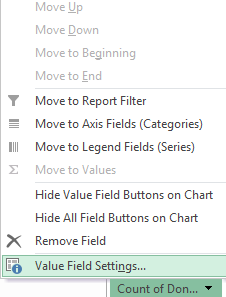 Move Up
Move Down
Move to Beginning
Move to End
Move to Report Filter
Move to Axis Fields (Categories)
Move to Legend Fields (Series)
Move to Values
Hide Value Field Buttons on Chart
Hide All Field Buttons on Chart
Remove Field
Value Field Settings...
Count of Don...